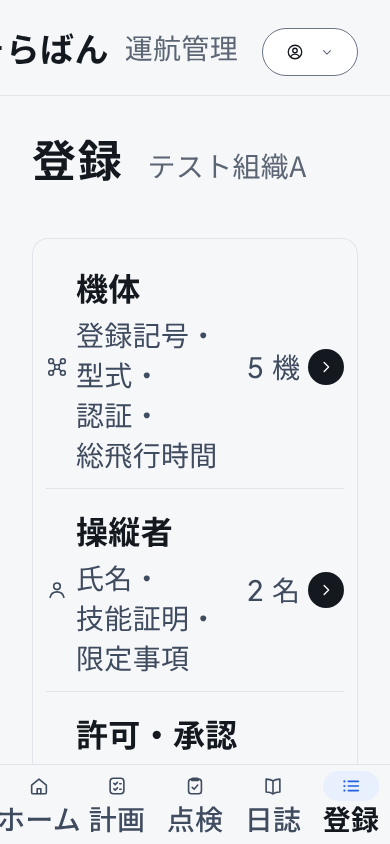 らばん 運航管理
登録 テスト組織A
機体
登録記号・
型式・
認証・
総飛行時間
5 機
操縦者
氏名・
技能証明・
限定事項
2 名
許可・承認
ホーム 計画 点検 日誌 登録